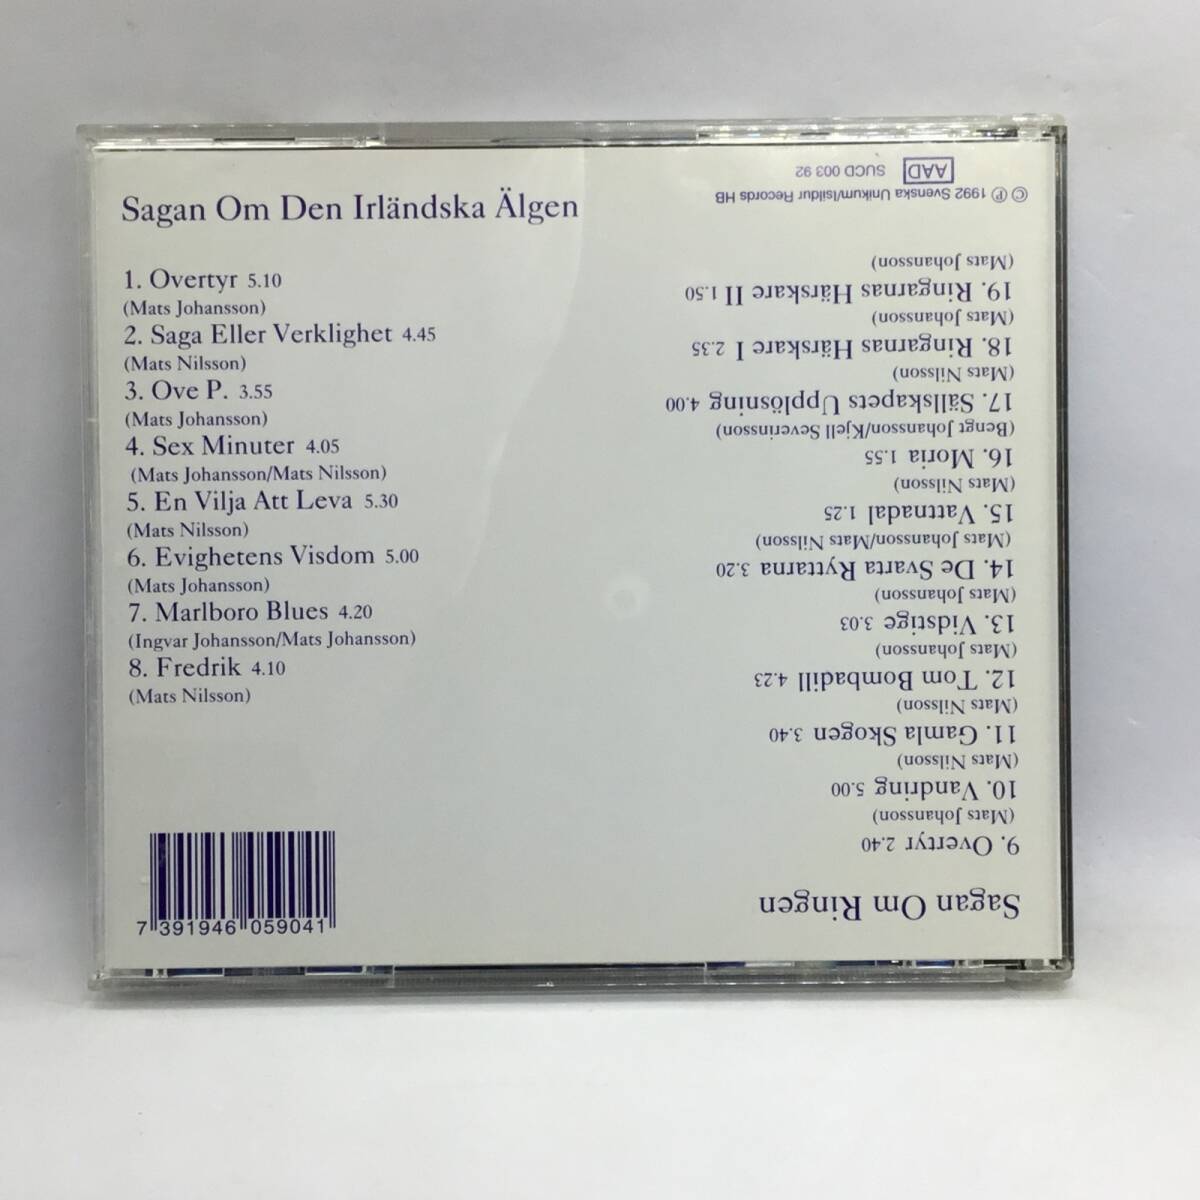 Sagan Om Den Irländska Älgen
1. Overtyr 5.10
(Mats Johansson)
2. Saga Eller Verklighet 4.45
(Mats Nilsson)
3. Ove P. 3.55
(Mats Johansson)
4. Sex Minuter 4.05
(Mats Johansson/Mats Nilsson)
5. En Vilja Att Leva 5.30
(Mats Nilsson)
6. Evighetens Visdom 5.00
(Mats Johansson)
7. Marlboro Blues 4.20
(Ingvar Johansson/Mats Johansson)
8. Fredrik 4.10
(Mats Nilsson)
7 391946 059041
Sagan Om Ringen
9. Overtyr 2.40
(Mats Johansson)
10. Vandring 5.00
(Mats Nilsson)
11. Gamla Skogen 3.40
(Mats Nilsson)
12. Tom Bombadill 4.23
(Mats Johansson)
13. Vidstige 3.03
(Mats Johansson)
14. De Svarta Ryttarna 3.20
(Mats Johansson/Mats Nilsson)
15. Vattnadal 1.25
(Mats Nilsson)
16. Moria 1.55
(Bengt Johansson/Kjell Severinsson)
17. Sällskapets Upplösning 4.00
(Mats Nilsson)
18. Ringarnas Härskare I 2.35
(Mats Johansson)
19. Ringarnas Härskare II 1.50
(Mats Johansson)
© ℗ 1992 Svenska Unikum/Isildur Records HB
AAD SUCD 003 92